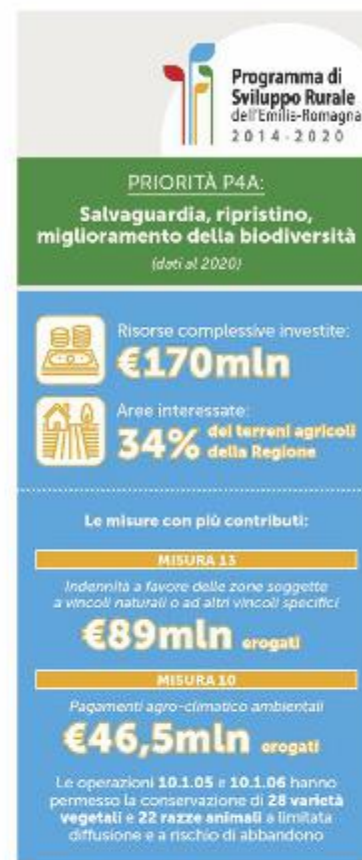 Programma di
Sviluppo Rurale
dell'Emilia-Romagna
2014-2020
PRIORITÀ P4A:
Salvaguardia, ripristino,
miglioramento della biodiversità
(dati al 2020)
Risorse complessive investite:
€170mln
Aree interessate:
34% dei terreni agricoli
della Regione
Le misure con più contributi:
MISURA 13
Indennità a favore delle zone soggette
a vincoli naturali o ad altri vincoli specifici
€89mln erogati
MISURA 10
Pagamenti agro-climatico ambientali
€46,5mln erogati
Le operazioni 10.1.05 e 10.1.06 hanno
permesso la conservazione di 28 varietà
vegetali e 22 razze animali a limitata
diffusione e a rischio di abbandono